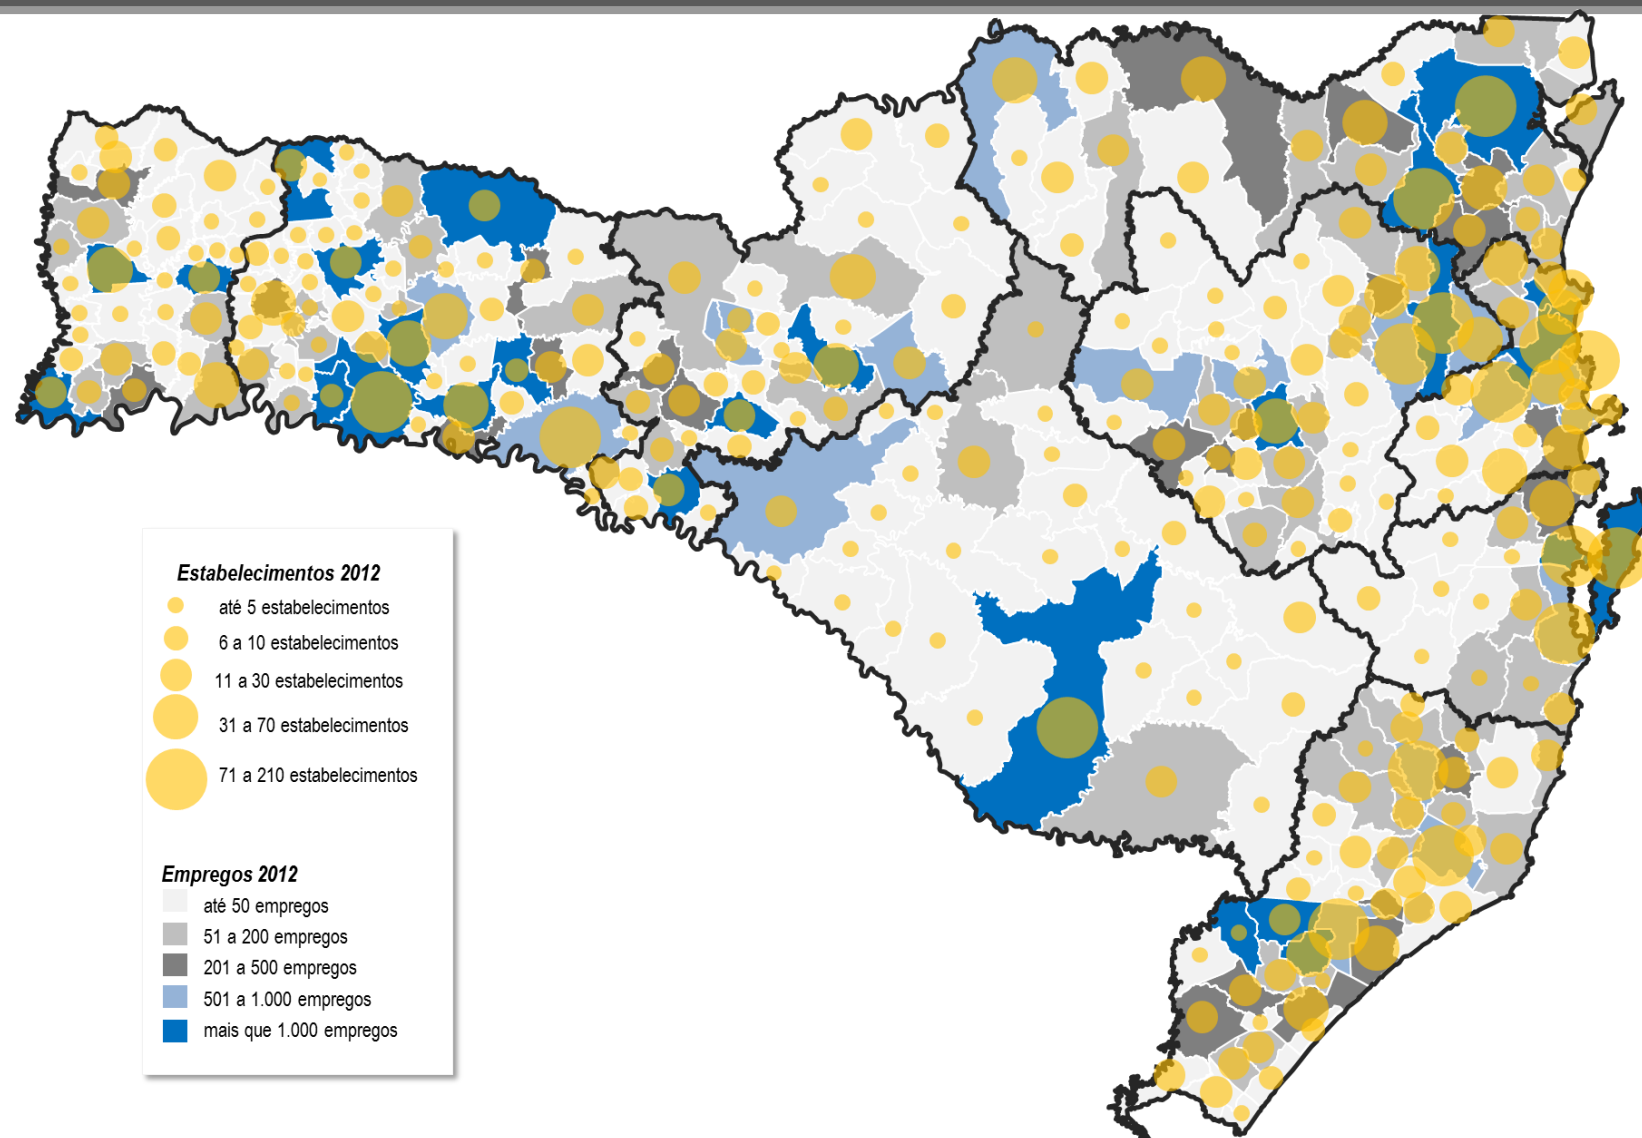 Estabelecimentos 2012
até 5 estabelecimentos
6 a 10 estabelecimentos
11 a 30 estabelecimentos
31 a 70 estabelecimentos
71 a 210 estabelecimentos
Empregos 2012
até 50 empregos
51 a 200 empregos
201 a 500 empregos
501 a 1.000 empregos
mais que 1.000 empregos